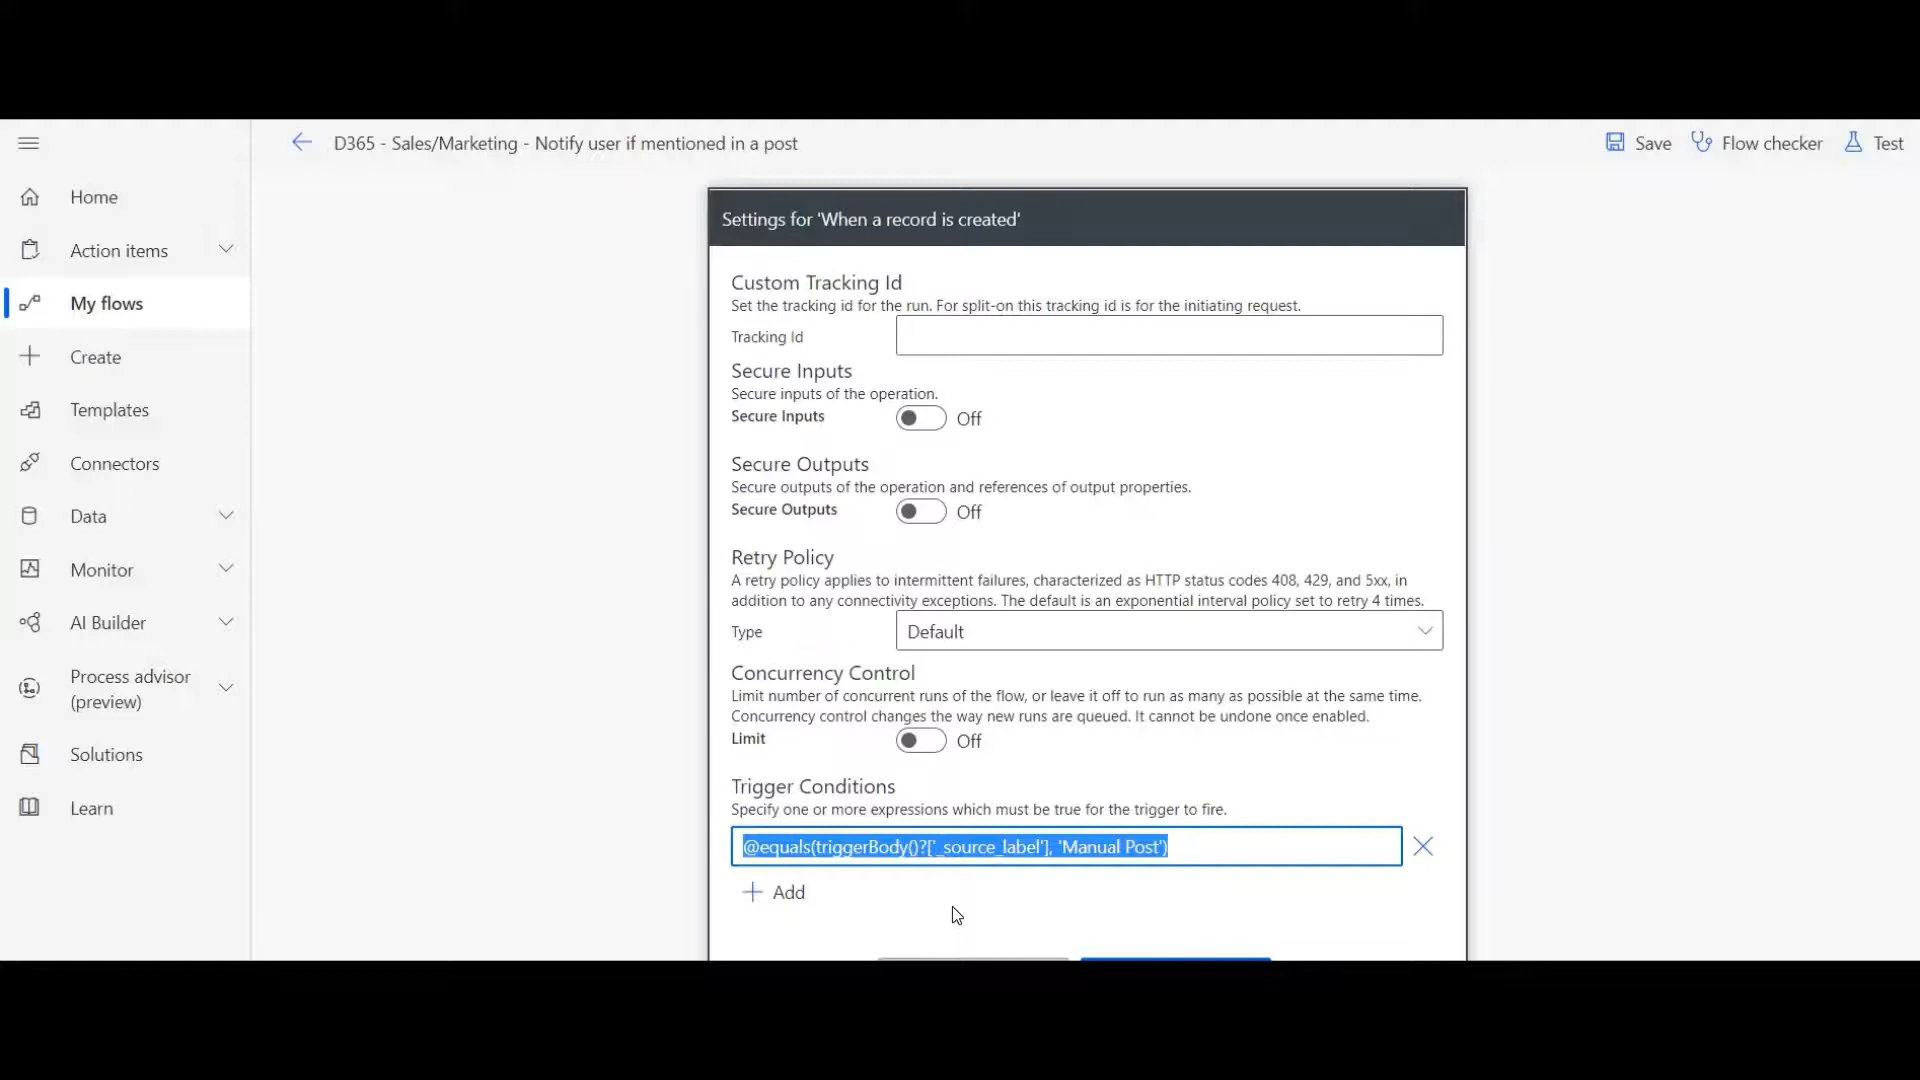 D365 - Sales/Marketing - Notify user if mentioned in a post
Save
Flow checker
Test
Home
Action items
My flows
Create
Templates
Connectors
Data
Monitor
AI Builder
Process advisor
(preview)
Solutions
Learn
Settings for 'When a record is created'
Custom Tracking Id
Set the tracking id for the run. For split-on this tracking id is for the initiating request.
Tracking Id
Secure Inputs
Secure inputs of the operation.
Secure Inputs
Off
Secure Outputs
Secure outputs of the operation and references of output properties.
Secure Outputs
Off
Retry Policy
A retry policy applies to intermittent failures, characterized as HTTP status codes 408, 429, and 5xx, in
addition to any connectivity exceptions. The default is an exponential interval policy set to retry 4 times.
Type
Default
Concurrency Control
Limit number of concurrent runs of the flow, or leave it off to run as many as possible at the same time.
Concurrency control changes the way new runs are queued. It cannot be undone once enabled.
Limit
Off
Trigger Conditions
Specify one or more expressions which must be true for the trigger to fire.
@equals(triggerBody()?['_source_label'], 'Manual Post')
Add